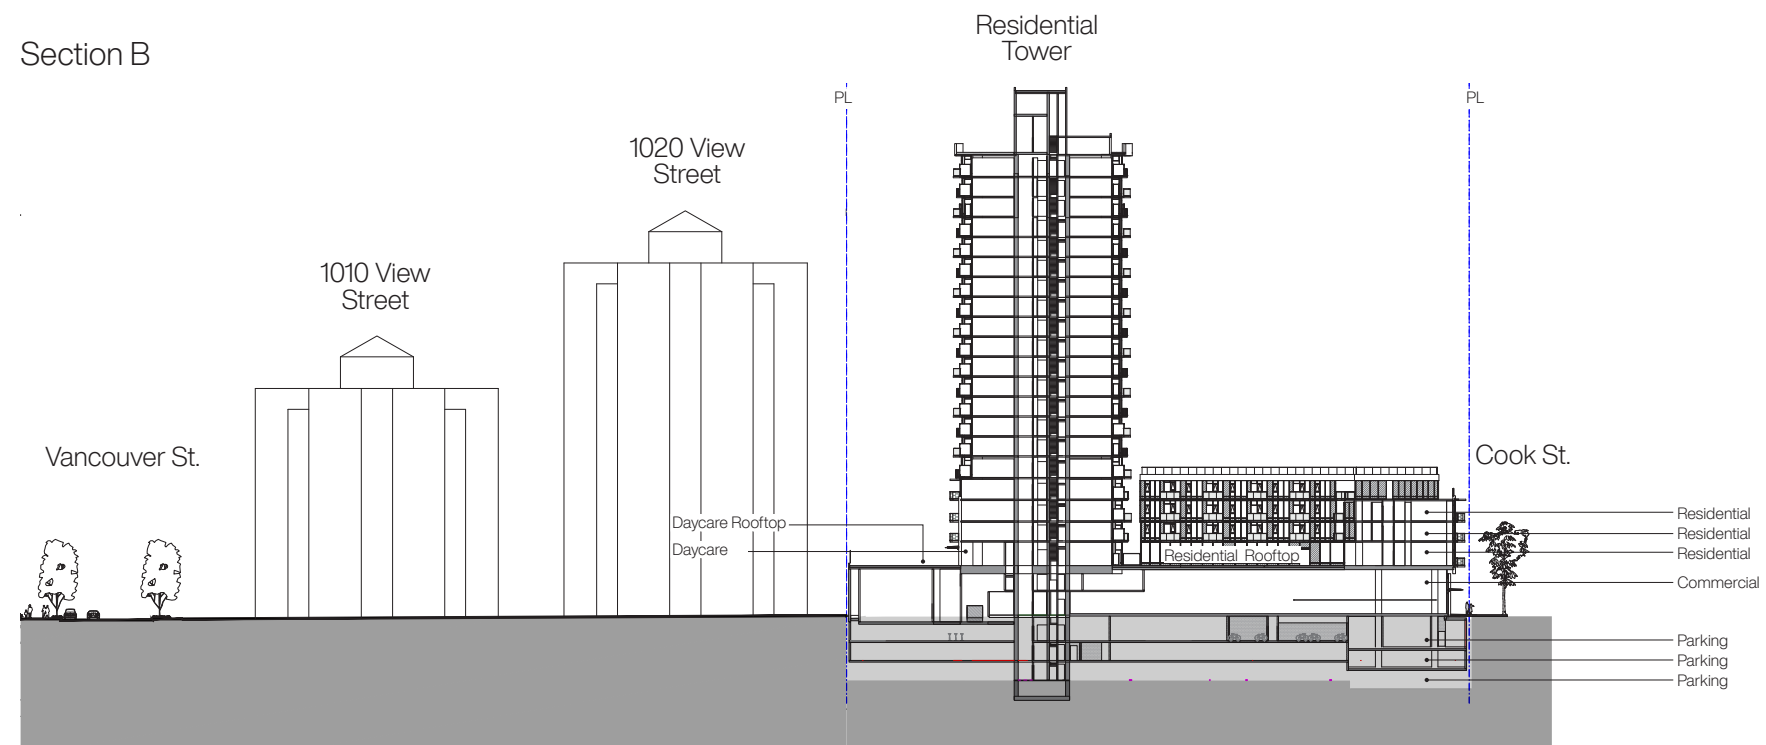 Residential
Tower
Section B
PL
PL
1020 View
Street
1010 View
Street
Vancouver St.
Cook St.
Daycare Rooftop
Daycare
Residential Rooftop
Residential
Residential
Residential
Commercial
Parking
Parking
Parking